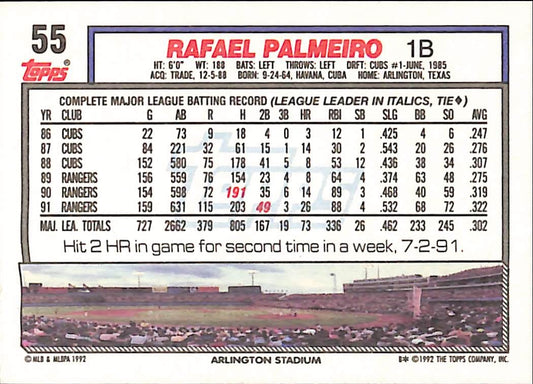 55
Topps®
RAFAEL PALMEIRO 1B
HT: 6'0" WT: 188 BATS: LEFT THROWS: LEFT DRFT: CUBS #1-JUNE, 1985
ACQ: TRADE, 12-5-88 BORN: 9-24-64, HAVANA, CUBA HOME: ARLINGTON, TEXAS
COMPLETE MAJOR LEAGUE BATTING RECORD (LEAGUE LEADER IN ITALICS, TIE♦)
YR CLUB G AB R H 2B 3B HR RBI SB SLG BB SO AVG
86 CUBS 22 73 9 18 4 0 3 12 1 .425 4 6 .247
87 CUBS 84 221 32 61 15 1 14 30 2 .543 20 26 .276
88 CUBS 152 580 75 178 41 5 8 53 12 .436 38 34 .307
89 RANGERS 156 559 76 154 23 4 8 64 4 .374 63 48 .275
90 RANGERS 154 598 72 191 35 6 14 89 3 .468 40 59 .319
91 RANGERS 159 631 115 203 49 3 26 88 4 .532 68 72 .322
MAJ. LEA. TOTALS 727 2662 379 805 167 19 73 336 26 .462 233 245 .302
Hit 2 HR in game for second time in a week, 7-2-91.
© MLB & MLBPA 1992 ARLINGTON STADIUM B* © 1992 THE TOPPS COMPANY, INC.